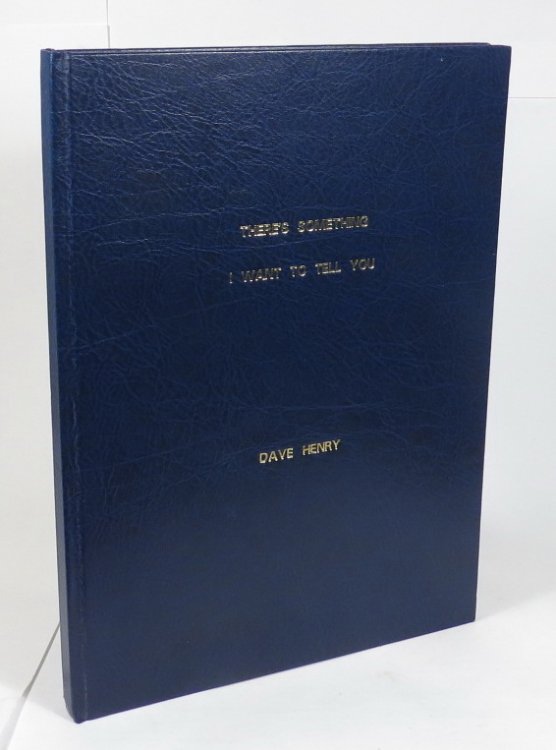 THERE'S SOMETHING
I WANT TO TELL YOU
DAVE HENRY